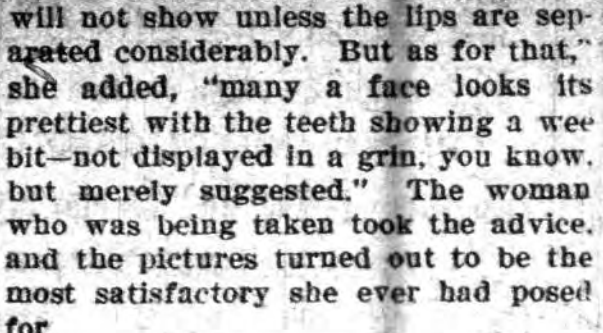 will not show unless the lips are sep-
arated considerably. But as for that,"
she added, "many a face looks its
prettiest with the teeth showing a wee
bit—not displayed in a grin, you know,
but merely suggested." The woman
who was being taken took the advice,
and the pictures turned out to be the
most satisfactory she ever had posed
for